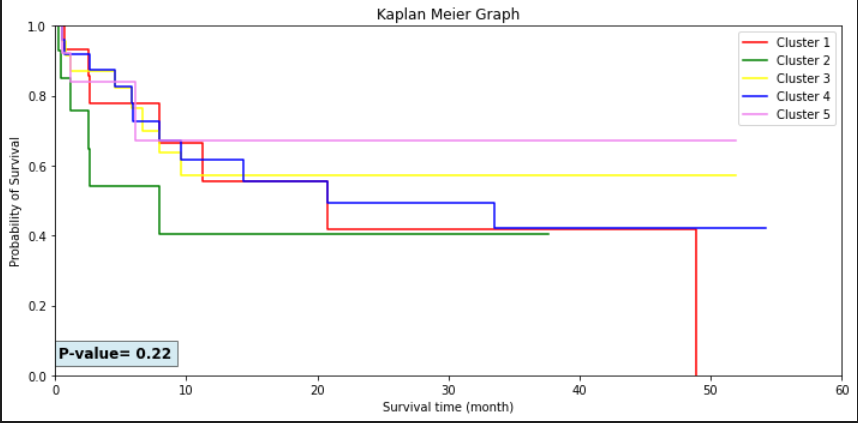 Kaplan Meier Graph
Probability of Survival
1.0
0.8
0.6
0.4
0.2
0.0
Cluster 1
Cluster 2
Cluster 3
Cluster 4
Cluster 5
P-value= 0.22
0 10 20 30 40 50 60
Survival time (month)